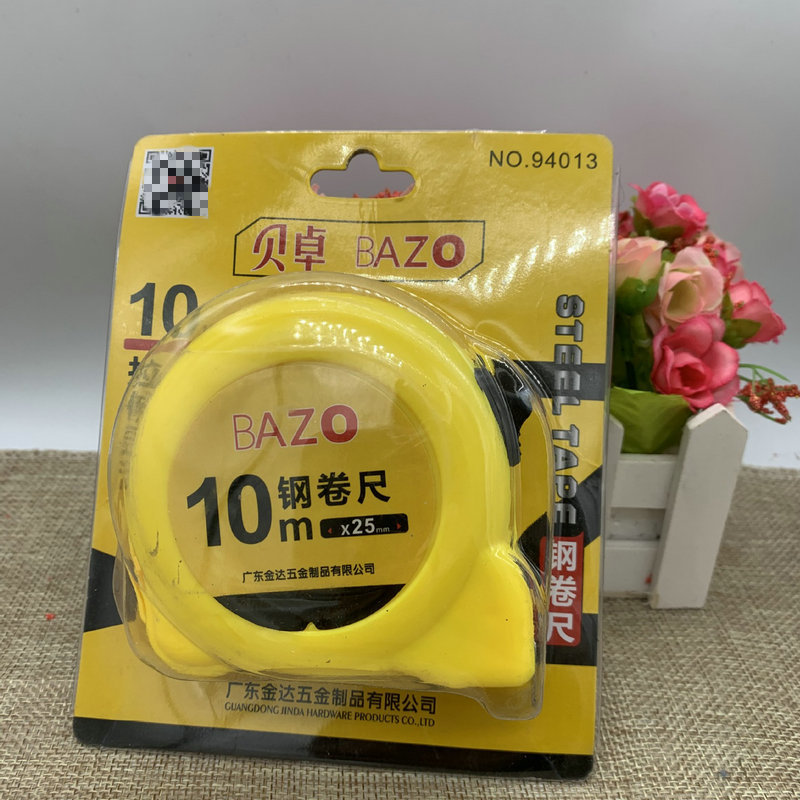 NO.94013
贝卓 BAZO
10
STEEL TAPE
钢卷尺
BAZO
10m 钢卷尺
x25mm
广东金达五金制品有限公司
广东金达五金制品有限公司
GUANGDONG JINDA HARDWARE PRODUCTS CO.,LTD